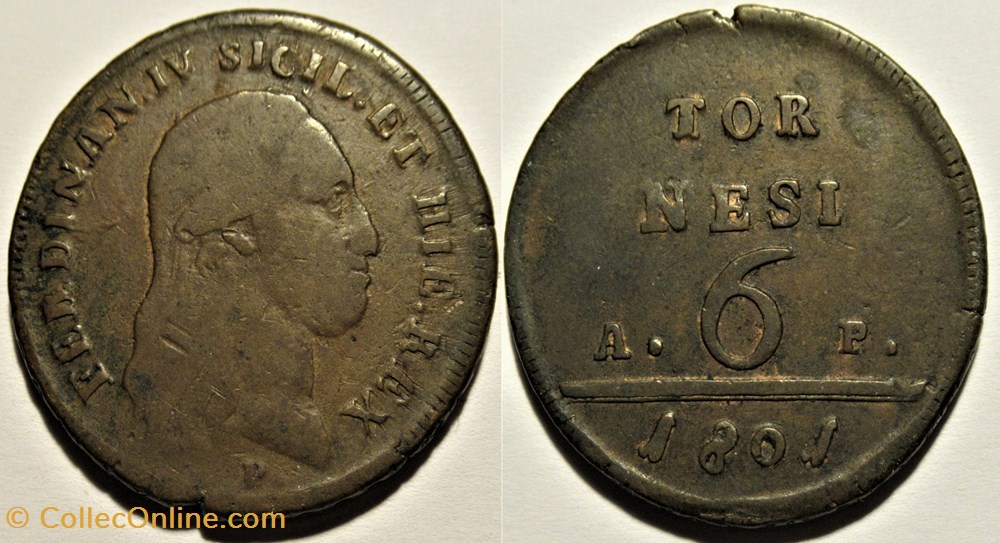 FERDINAN.IV SICIL.ET HIE.REX
P
TOR
NESI
A. 6 P.
1801
© CollecOnline.com